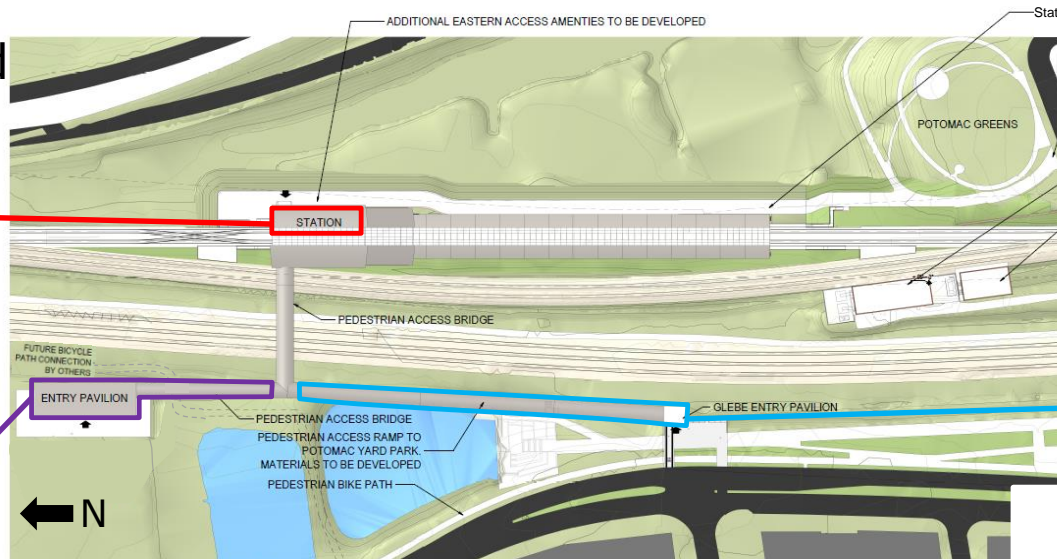 ADDITIONAL EASTERN ACCESS AMENTIES TO BE DEVELOPED
POTOMAC GREENS
STATION
PEDESTRIAN ACCESS BRIDGE
FUTURE BICYCLE
PATH CONNECTION
BY OTHERS
ENTRY PAVILION
GLEBE ENTRY PAVILION
PEDESTRIAN ACCESS BRIDGE
PEDESTRIAN ACCESS RAMP TO
POTOMAC YARD PARK.
MATERIALS TO BE DEVELOPED
PEDESTRIAN BIKE PATH
N